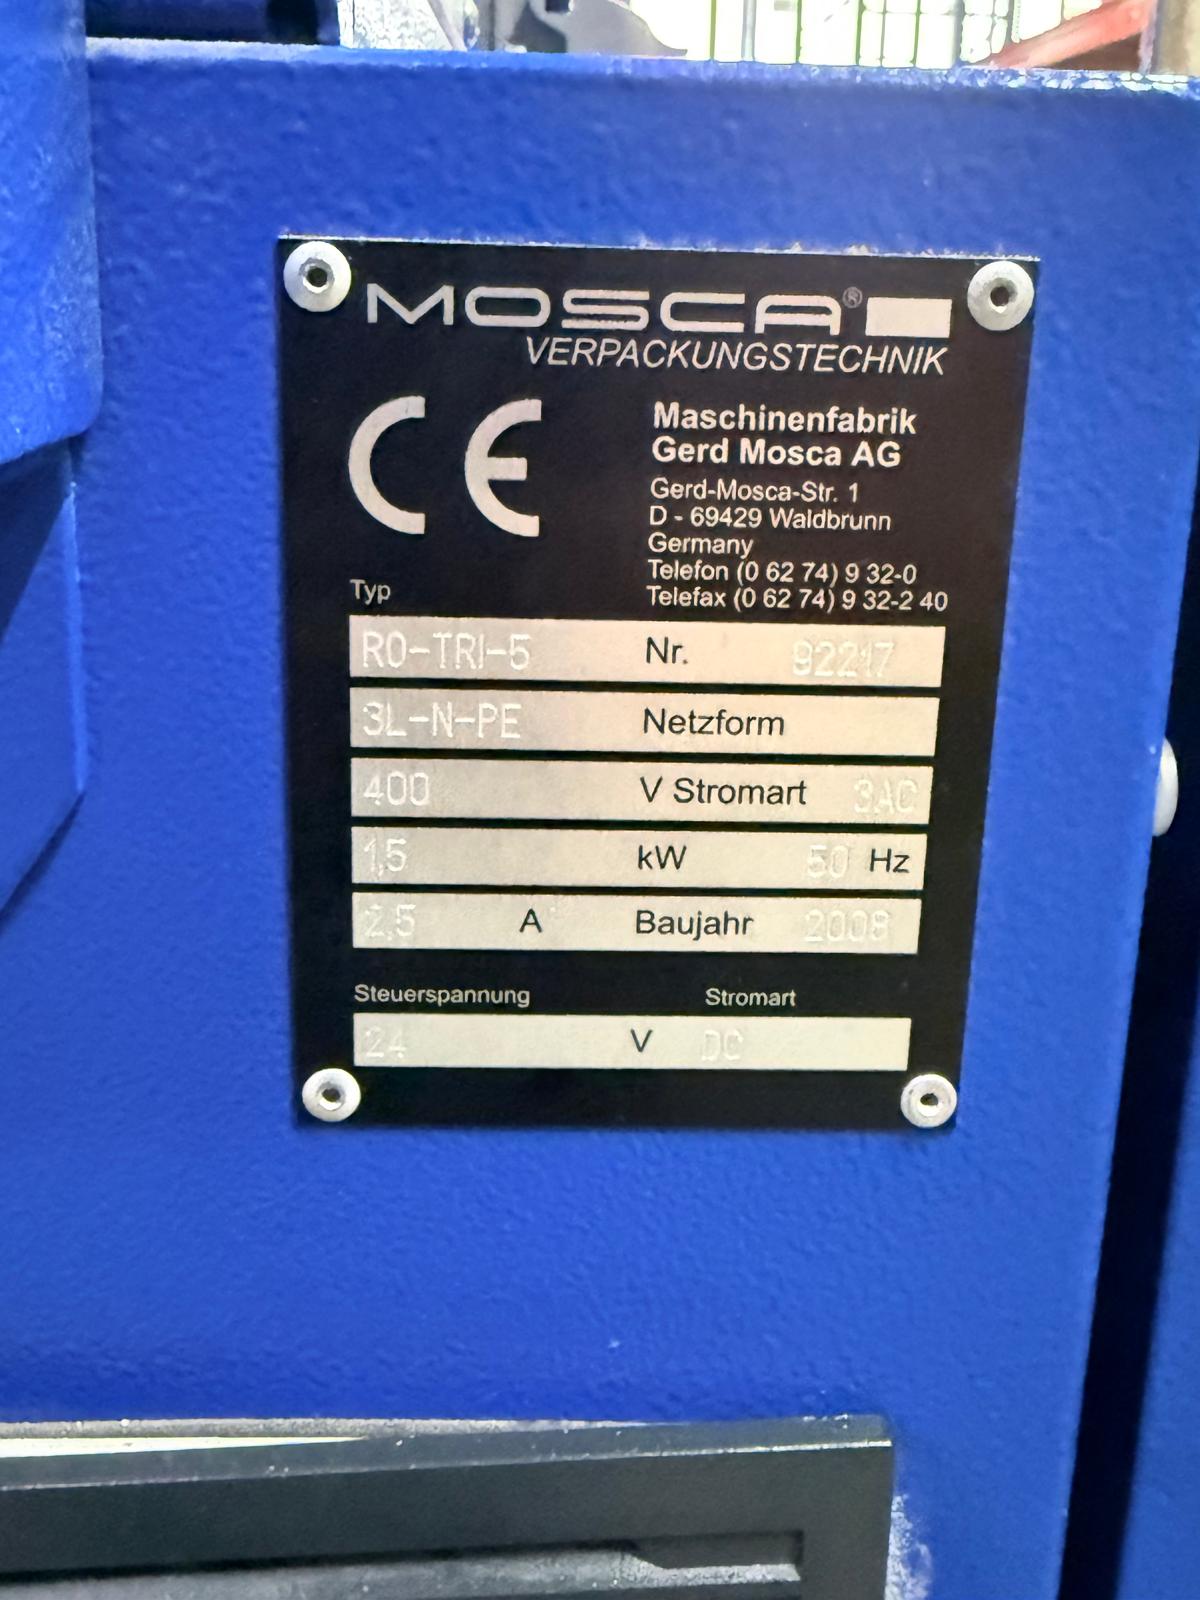 MOSCA®
VERPACKUNGSTECHNIK
CE
Maschinenfabrik
Gerd Mosca AG
Gerd-Mosca-Str. 1
D - 69429 Waldbrunn
Germany
Telefon (0 62 74) 9 32-0
Telefax (0 62 74) 9 32-2 40
Typ
RO-TRI-5 Nr. 92217
3L-N-PE Netzform
400 V Stromart 3AC
1,5 kW 50 Hz
2,5 A Baujahr 2008
Steuerspannung Stromart
24 V DC